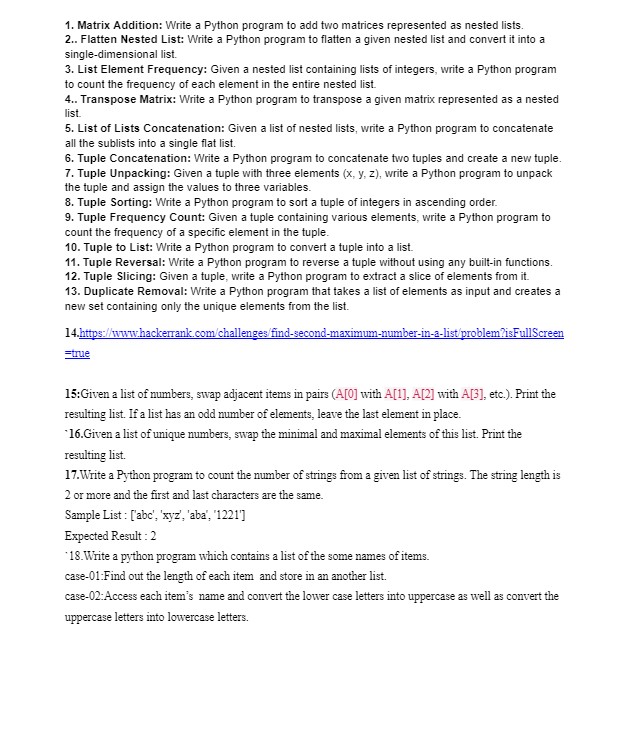 1. Matrix Addition: Write a Python program to add two matrices represented as nested lists.
2.. Flatten Nested List: Write a Python program to flatten a given nested list and convert it into a
single-dimensional list.
3. List Element Frequency: Given a nested list containing lists of integers, write a Python program
to count the frequency of each element in the entire nested list.
4.. Transpose Matrix: Write a Python program to transpose a given matrix represented as a nested
list.
5. List of Lists Concatenation: Given a list of nested lists, write a Python program to concatenate
all the sublists into a single flat list.
6. Tuple Concatenation: Write a Python program to concatenate two tuples and create a new tuple.
7. Tuple Unpacking: Given a tuple with three elements (x, y, z), write a Python program to unpack
the tuple and assign the values to three variables.
8. Tuple Sorting: Write a Python program to sort a tuple of integers in ascending order.
9. Tuple Frequency Count: Given a tuple containing various elements, write a Python program to
count the frequency of a specific element in the tuple.
10. Tuple to List: Write a Python program to convert a tuple into a list.
11. Tuple Reversal: Write a Python program to reverse a tuple without using any built-in functions.
12. Tuple Slicing: Given a tuple, write a Python program to extract a slice of elements from it.
13. Duplicate Removal: Write a Python program that takes a list of elements as input and creates a
new set containing only the unique elements from the list.
14.https://www.hackerrank.com/challenges/find-second-maximum-number-in-a-list/problem?isFullScreen
=true
15:Given a list of numbers, swap adjacent items in pairs (A[0] with A[1], A[2] with A[3], etc.). Print the
resulting list. If a list has an odd number of elements, leave the last element in place.
`16.Given a list of unique numbers, swap the minimal and maximal elements of this list. Print the
resulting list.
17.Write a Python program to count the number of strings from a given list of strings. The string length is
2 or more and the first and last characters are the same.
Sample List : ['abc', 'xyz', 'aba', '1221']
Expected Result : 2
`18.Write a python program which contains a list of the some names of items.
case-01:Find out the length of each item and store in an another list.
case-02:Access each item's name and convert the lower case letters into uppercase as well as convert the
uppercase letters into lowercase letters.